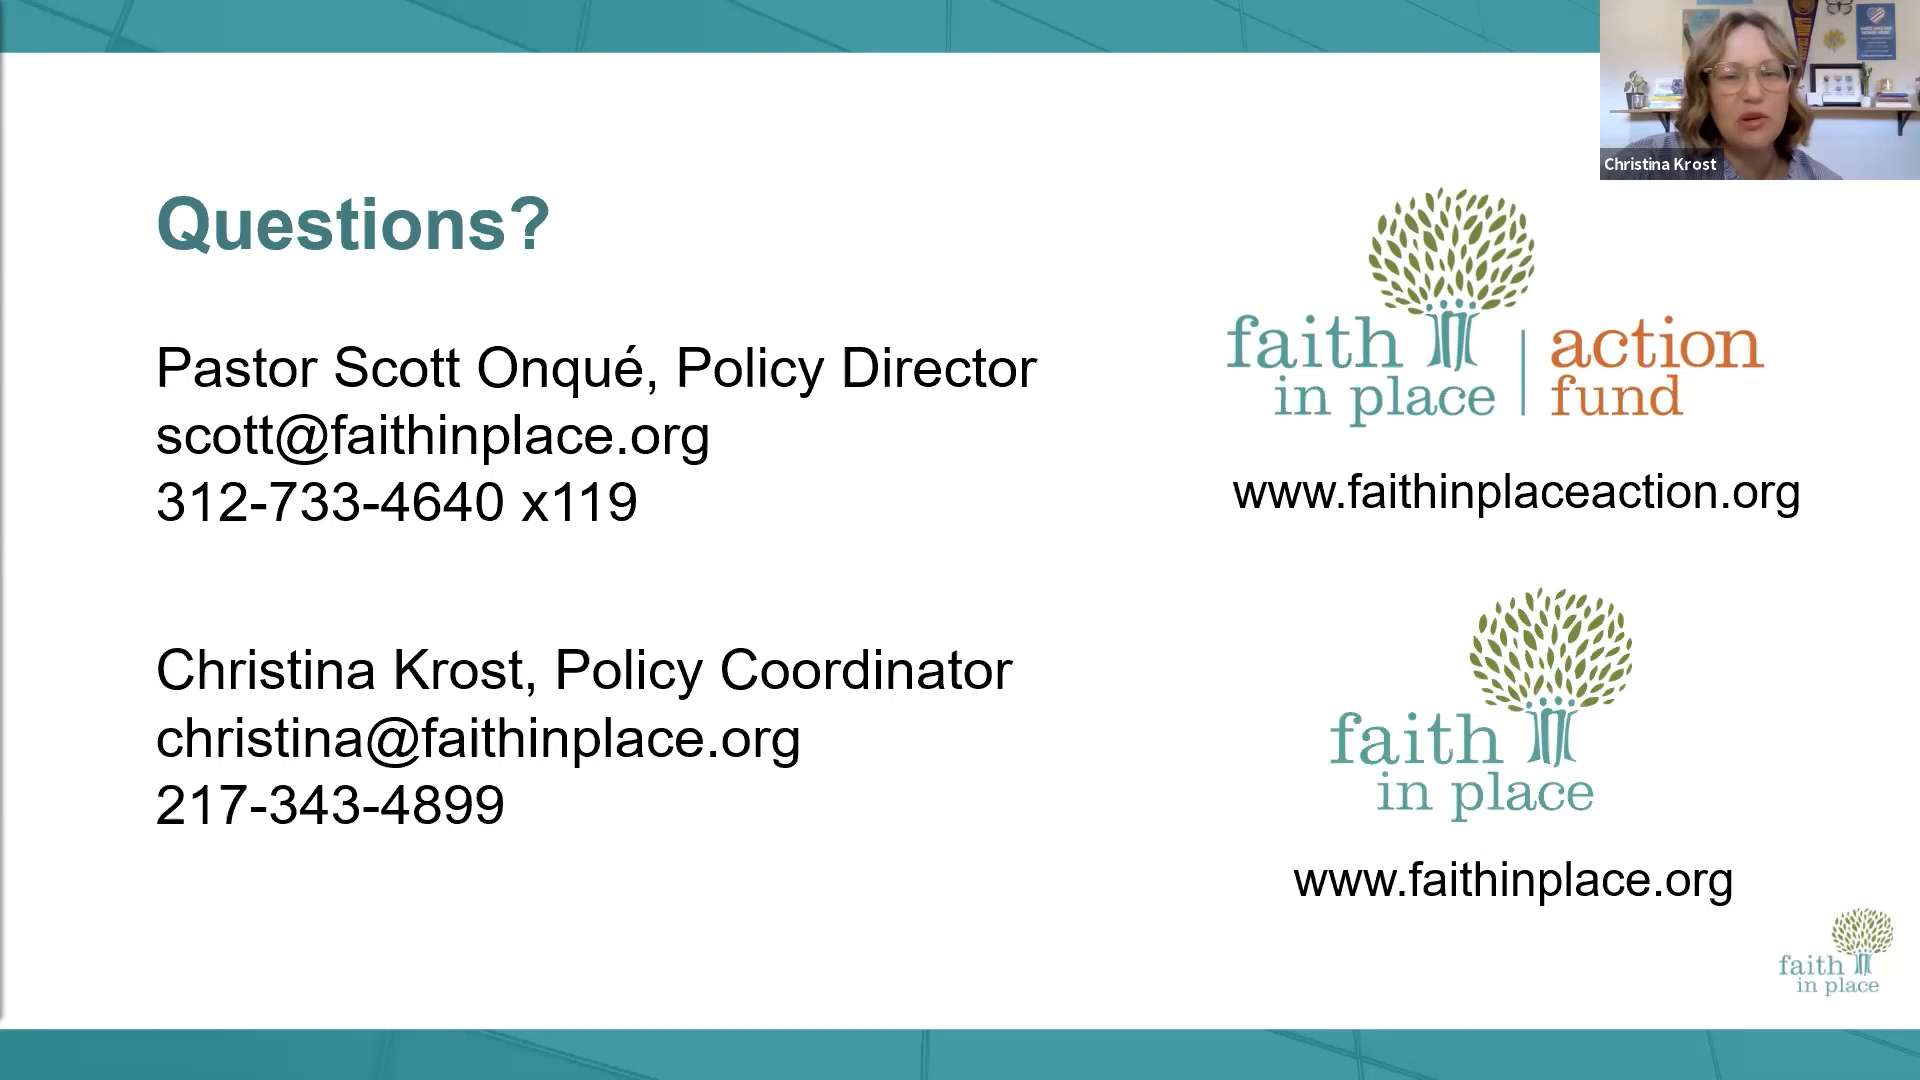 Christina Krost
Questions?
Pastor Scott Onqué, Policy Director
scott@faithinplace.org
312-733-4640 x119
Christina Krost, Policy Coordinator
christina@faithinplace.org
217-343-4899
faith
in place
action
fund
www.faithinplaceaction.org
faith
in place
www.faithinplace.org
faith
in place